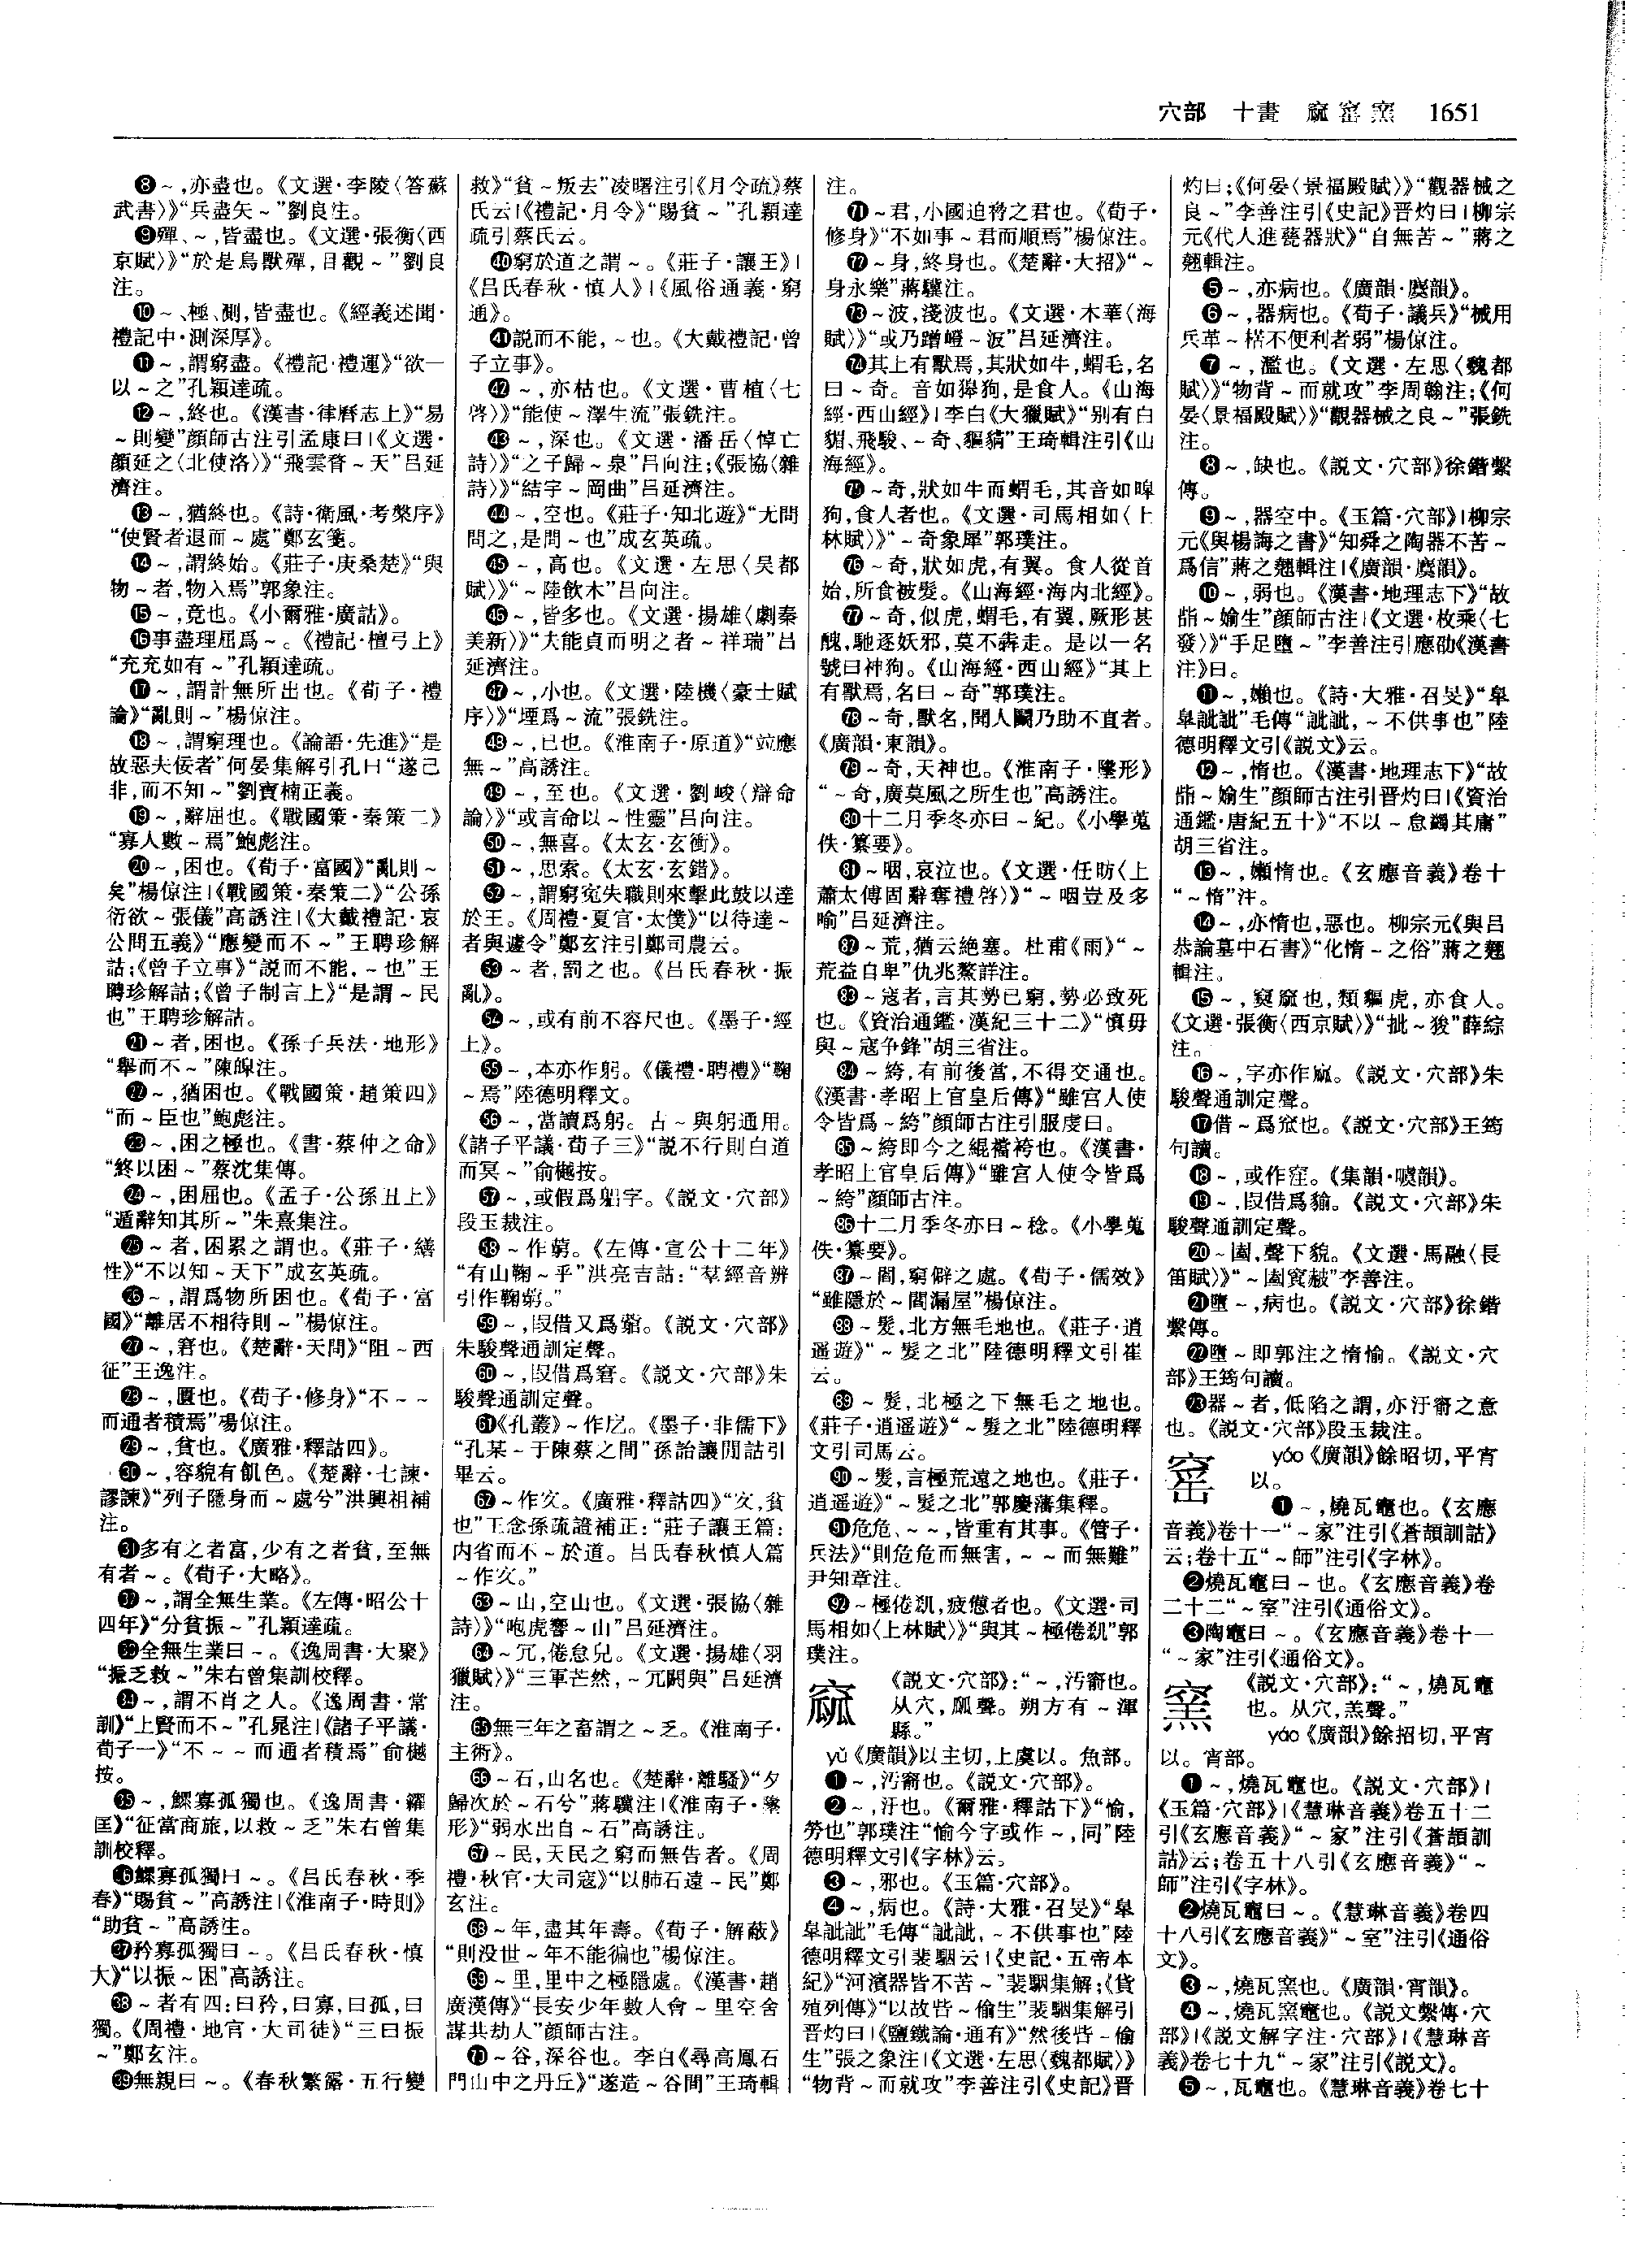 穴部　十畫　窳窰窯　1651
❽～,亦盡也。《文選·李陵〈答蘇
武書〉》“兵盡矢～”劉良注。
❾殫、～,皆盡也。《文選·張衡〈西
京賦〉》“於是鳥獸殫,目觀～”劉良
注。
❿～、極、測,皆盡也。《經義述聞·
禮記中·測深厚》。
⓫～,謂窮盡。《禮記·禮運》“欲一
以～之”孔穎達疏。
⓬～,終也。《漢書·律曆志上》“易
～則變”顏師古注引孟康曰|《文選·
顏延之〈北使洛〉》“飛雲瞀～天”吕延
濟注。
⓭～,猶終也。《詩·衛風·考槃序》
“使賢者退而～處”鄭玄箋。
⓮～,謂終始。《莊子·庚桑楚》“與
物～者,物入焉”郭象注。
⓯～,竟也。《小爾雅·廣詁》。
⓰事盡理屈爲～。《禮記·檀弓上》
“充充如有～”孔穎達疏。
⓱～,謂計無所出也。《荀子·禮
論》“亂則～”楊倞注。
⓲～,謂窮理也。《論語·先進》“是
故惡夫佞者”何晏集解引孔曰“遂己
非,而不知～”劉寶楠正義。
⓳～,辭屈也。《戰國策·秦策二》
“寡人數～焉”鮑彪注。
⓴～,困也。《荀子·富國》“亂則～
矣”楊倞注|《戰國策·秦策二》“公孫
衍欲～張儀”高誘注|《大戴禮記·哀
公問五義》“應變而不～”王聘珍解
詁;《曾子立事》“説而不能,～也”王
聘珍解詁;《曾子制言上》“是謂～民
也”王聘珍解詁。
㉑～者,困也。《孫子兵法·地形》
“舉而不～”陳皞注。
㉒～,猶困也。《戰國策·趙策四》
“而～臣也”鮑彪注。
㉓～,困之極也。《書·蔡仲之命》
“終以困～”蔡沈集傳。
㉔～,困屈也。《孟子·公孫丑上》
“遁辭知其所～”朱熹集注。
㉕～者,困累之謂也。《莊子·繕
性》“不以知～天下”成玄英疏。
㉖～,謂爲物所困也。《荀子·富
國》“離居不相待則～”楊倞注。
㉗～,窘也。《楚辭·天問》“阻～西
征”王逸注。
㉘～,匱也。《荀子·修身》“不～～
而通者積焉”楊倞注。
㉙～,貧也。《廣雅·釋詁四》。
㉚～,容貌有飢色。《楚辭·七諫·
謬諫》“列子隱身而～處兮”洪興祖補
注。
㉛多有之者富,少有之者貧,至無
有者～。《荀子·大略》。
㉜～,謂全無生業。《左傳·昭公十
四年》“分貧振～”孔穎達疏。
㉝全無生業曰～。《逸周書·大聚》
“振乏救～”朱右曾集訓校釋。
㉞～,謂不肖之人。《逸周書·常
訓》“上賢而不～”孔晁注|《諸子平議·
荀子一》“不～～而通者積焉”俞樾
按。
㉟～,鰥寡孤獨也。《逸周書·糴
匡》“征當商旅,以救～乏”朱右曾集
訓校釋。
㊱鰥寡孤獨曰～。《吕氏春秋·季
春》“賜貧～”高誘注|《淮南子·時則》
“助貧～”高誘注。
㊲矜寡孤獨曰～。《吕氏春秋·慎
大》“以振～困”高誘注。
㊳～者有四:曰矜,曰寡,曰孤,曰
獨。《周禮·地官·大司徒》“三曰振
～”鄭玄注。
㊴無親曰～。《春秋繁露·五行變
救》“貧～叛去”凌曙注引《月令疏》蔡
氏云|《禮記·月令》“賜貧～”孔穎達
疏引蔡氏云。
㊵窮於道之謂～。《莊子·讓王》|
《吕氏春秋·慎人》|《風俗通義·窮
通》。
㊶説而不能,～也。《大戴禮記·曾
子立事》。
㊷～,亦枯也。《文選·曹植〈七
啓〉》“能使～澤生流”張銑注。
㊸～,深也。《文選·潘岳〈悼亡
詩〉》“之子歸～泉”吕向注;《張協〈雜
詩〉》“結宇～岡曲”吕延濟注。
㊹～,空也。《莊子·知北遊》“尤問
問之,是問～也”成玄英疏。
㊺～,高也。《文選·左思〈吴都
賦〉》“～陸飲木”吕向注。
㊻～,皆多也。《文選·揚雄〈劇秦
美新〉》“夫能貞而明之者～祥瑞”吕
延濟注。
㊼～,小也。《文選·陸機〈豪士賦
序〉》“堙爲～流”張銑注。
㊽～,已也。《淮南子·原道》“竝應
無～”高誘注。
㊾～,至也。《文選·劉峻〈辯命
論〉》“或言命以～性靈”吕向注。
㊿～,無喜。《太玄·玄衝》。
51～,思索。《太玄·玄錯》。
52～,謂窮寃失職則來擊此鼓以達
於王。《周禮·夏官·太僕》“以待達～
者與遽令”鄭玄注引鄭司農云。
53～者,罰之也。《吕氏春秋·振
亂》。
54～,或有前不容尺也。《墨子·經
上》。
55～,本亦作躬。《儀禮·聘禮》“鞠
～焉”陸德明釋文。
56～,當讀爲躬。古～與躬通用。
《諸子平議·荀子三》“説不行則白道
而冥～”俞樾按。
57～,或假爲躳字。《説文·穴部》
段玉裁注。
58～作藭。《左傳·宣公十二年》
“有山鞠～乎”洪亮吉詁:“羣經音辨
引作鞠藭。”
59～,叚借又爲䓖。《説文·穴部》
朱駿聲通訓定聲。
60～,叚借爲窘。《説文·穴部》朱
駿聲通訓定聲。
61《孔叢》～作戹。《墨子·非儒下》
“孔某～于陳蔡之間”孫詒讓閒詁引
畢云。
62～作㝌。《廣雅·釋詁四》“㝌,貧
也”王念孫疏證補正:“莊子讓王篇:
内省而不～於道。吕氏春秋慎人篇
～作㝌。”
63～山,空山也。《文選·張協〈雜
詩〉》“咆虎響～山”吕延濟注。
64～冗,倦怠皃。《文選·揚雄〈羽
獵賦〉》“三軍芒然,～冗閼與”吕延濟
注。
65無三年之畜謂之～乏。《淮南子·
主術》。
66～石,山名也。《楚辭·離騷》“夕
歸次於～石兮”蔣驥注|《淮南子·墬
形》“弱水出自～石”高誘注。
67～民,天民之窮而無告者。《周
禮·秋官·大司寇》“以肺石遠～民”鄭
玄注。
68～年,盡其年壽。《荀子·解蔽》
“則没世～年不能徧也”楊倞注。
69～里,里中之極隱處。《漢書·趙
廣漢傳》“長安少年數人會～里空舍
謀共劫人”顏師古注。
70～谷,深谷也。李白《尋高鳳石
門山中之丹丘》“遂造～谷間”王琦輯
注。
71～君,小國迫脅之君也。《荀子·
修身》“不如事～君而順焉”楊倞注。
72～身,終身也。《楚辭·大招》“～
身永樂”蔣驥注。
73～波,淺波也。《文選·木華〈海
賦〉》“或乃蹭蹬～波”吕延濟注。
74其上有獸焉,其狀如牛,蝟毛,名
曰～奇。音如獋狗,是食人。《山海
經·西山經》|李白《大獵賦》“别有白
貐、飛駿、～奇、貙貒”王琦輯注引《山
海經》。
75～奇,狀如牛而蝟毛,其音如嘷
狗,食人者也。《文選·司馬相如〈上
林賦〉》“～奇象犀”郭璞注。
76～奇,狀如虎,有翼。食人從首
始,所食被髮。《山海經·海内北經》。
77～奇,似虎,蝟毛,有翼,厥形甚
醜,馳逐妖邪,莫不犇走。是以一名
號曰神狗。《山海經·西山經》“其上
有獸焉,名曰～奇”郭璞注。
78～奇,獸名,聞人鬭乃助不直者。
《廣韻·東韻》。
79～奇,天神也。《淮南子·墬形》
“～奇,廣莫風之所生也”高誘注。
80十二月季冬亦曰～紀。《小學蒐
佚·纂要》。
81～咽,哀泣也。《文選·任昉〈上
蕭太傅固辭奪禮啓〉》“～咽豈及多
喻”吕延濟注。
82～荒,猶云絶塞。杜甫《雨》“～
荒益自卑”仇兆鰲詳注。
83～寇者,言其勢已窮,勢必致死
也。《資治通鑑·漢紀三十二》“慎毋
與～寇争鋒”胡三省注。
84～綔,有前後當,不得交通也。
《漢書·孝昭上官皇后傳》“雖宫人使
令皆爲～綔”顏師古注引服虔曰。
85～綔即今之緄襠袴也。《漢書·
孝昭上官皇后傳》“雖宫人使令皆爲
～綔”顏師古注。
86十二月季冬亦曰～稔。《小學蒐
佚·纂要》。
87～閻,窮僻之處。《荀子·儒效》
“雖隱於～閻漏屋”楊倞注。
88～髮,北方無毛地也。《莊子·逍
遥遊》“～髮之北”陸德明釋文引崔
云。
89～髮,北極之下無毛之地也。
《莊子·逍遥遊》“～髮之北”陸德明釋
文引司馬云。
90～髮,言極荒遠之地也。《莊子·
逍遥遊》“～髮之北”郭慶藩集釋。
91危危、～～,皆重有其事。《管子·
兵法》“則危危而無害,～～而無難”
尹知章注。
92～極倦䚯,疲憊者也。《文選·司
馬相如〈上林賦〉》“與其～極倦䚯”郭
璞注。
窳 《説文·穴部》:“～,汚窬也。
从穴,㼌聲。朔方有～渾
縣。”
yǔ《廣韻》以主切,上虞以。魚部。
❶～,汚窬也。《説文·穴部》。
❷～,汙也。《爾雅·釋詁下》“愉,
勞也”郭璞注“愉今字或作～,同”陸
德明釋文引《字林》云。
❸～,邪也。《玉篇·穴部》。
❹～,病也。《詩·大雅·召旻》“皐
皐訿訿”毛傳“訿訿,～不供事也”陸
德明釋文引裴駰云|《史記·五帝本
紀》“河濱器皆不苦～”裴駰集解;《貨
殖列傳》“以故呰～偷生”裴駰集解引
晋灼曰|《鹽鐵論·通有》“然後呰～偷
生”張之象注|《文選·左思〈魏都賦〉》
“物背～而就攻”李善注引《史記》晋
灼曰;《何晏〈景福殿賦〉》“觀器械之
良～”李善注引《史記》晋灼曰|柳宗
元《代人進甆器狀》“自無苦～”蔣之
翹輯注。
❺～,亦病也。《廣韻·麌韻》。
❻～,器病也。《荀子·議兵》“械用
兵革～楛不便利者弱”楊倞注。
❼～,濫也。《文選·左思〈魏都
賦〉》“物背～而就攻”李周翰注;《何
晏〈景福殿賦〉》“觀器械之良～”張銑
注。
❽～,缺也。《説文·穴部》徐鍇繫
傳。
❾～,器空中。《玉篇·穴部》|柳宗
元《與楊誨之書》“知舜之陶器不苦～
爲信”蔣之翹輯注|《廣韻·麌韻》。
❿～,弱也。《漢書·地理志下》“故
啙～媮生”顏師古注|《文選·枚乘〈七
發〉》“手足墮～”李善注引應劭《漢書
注》曰。
⓫～,嬾也。《詩·大雅·召旻》“皐
皐訿訿”毛傳“訿訿,～不供事也”陸
德明釋文引《説文》云。
⓬～,惰也。《漢書·地理志下》“故
啙～媮生”顏師古注引晋灼曰|《資治
通鑑·唐紀五十》“不以～怠蠲其庸”
胡三省注。
⓭～,嬾惰也。《玄應音義》卷十
“～惰”注。
⓮～,亦惰也,惡也。柳宗元《與吕
恭論墓中石書》“化惰～之俗”蔣之翹
輯注。
⓯～,窫窳也,類貙虎,亦食人。
《文選·張衡〈西京賦〉》“批～狻”薛綜
注。
⓰～,字亦作㼌。《説文·穴部》朱
駿聲通訓定聲。
⓱借～爲窊也。《説文·穴部》王筠
句讀。
⓲～,或作窪。《集韻·噳韻》。
⓳～,叚借爲貐。《説文·穴部》朱
駿聲通訓定聲。
⓴～圔,聲下貌。《文選·馬融〈長
笛賦〉》“～圔窴赧”李善注。
㉑墮～,病也。《説文·穴部》徐鍇
繫傳。
㉒墮～即郭注之惰愉。《説文·穴
部》王筠句讀。
㉓器～者,低陷之謂,亦汙窬之意
也。《説文·穴部》段玉裁注。
窰 yáo《廣韻》餘昭切,平宵
以。
❶～,燒瓦竈也。《玄應
音義》卷十一“～家”注引《蒼頡訓詁》
云;卷十五“～師”注引《字林》。
❷燒瓦竈曰～也。《玄應音義》卷
二十二“～室”注引《通俗文》。
❸陶竈曰～。《玄應音義》卷十一
“～家”注引《通俗文》。
窯 《説文·穴部》:“～,燒瓦竈
也。从穴,羔聲。”
yáo《廣韻》餘招切,平宵
以。宵部。
❶～,燒瓦竈也。《説文·穴部》|
《玉篇·穴部》|《慧琳音義》卷五十二
引《玄應音義》“～家”注引《蒼頡訓
詁》云;卷五十八引《玄應音義》“～
師”注引《字林》。
❷燒瓦竈曰～。《慧琳音義》卷四
十八引《玄應音義》“～室”注引《通俗
文》。
❸～,燒瓦窯也。《廣韻·宵韻》。
❹～,燒瓦窯竈也。《説文繫傳·穴
部》|《説文解字注·穴部》|《慧琳音
義》卷七十九“～家”注引《説文》。
❺～,瓦竈也。《慧琳音義》卷七十